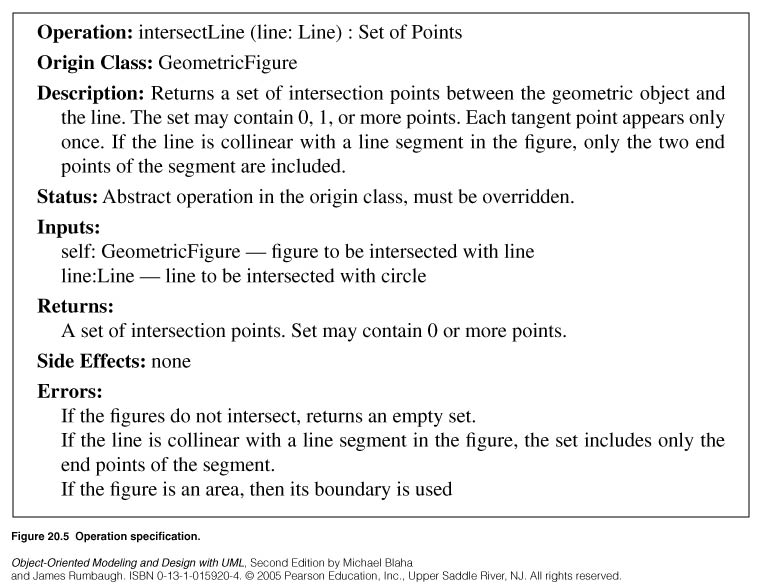 Operation: intersectLine (line: Line) : Set of Points
Origin Class: GeometricFigure
Description: Returns a set of intersection points between the geometric object and
the line. The set may contain 0, 1, or more points. Each tangent point appears only
once. If the line is collinear with a line segment in the figure, only the two end
points of the segment are included.
Status: Abstract operation in the origin class, must be overridden.
Inputs:
self: GeometricFigure — figure to be intersected with line
line:Line — line to be intersected with circle
Returns:
A set of intersection points. Set may contain 0 or more points.
Side Effects: none
Errors:
If the figures do not intersect, returns an empty set.
If the line is collinear with a line segment in the figure, the set includes only the
end points of the segment.
If the figure is an area, then its boundary is used
Figure 20.5 Operation specification.
Object-Oriented Modeling and Design with UML, Second Edition by Michael Blaha
and James Rumbaugh. ISBN 0-13-1-015920-4. © 2005 Pearson Education, Inc., Upper Saddle River, NJ. All rights reserved.